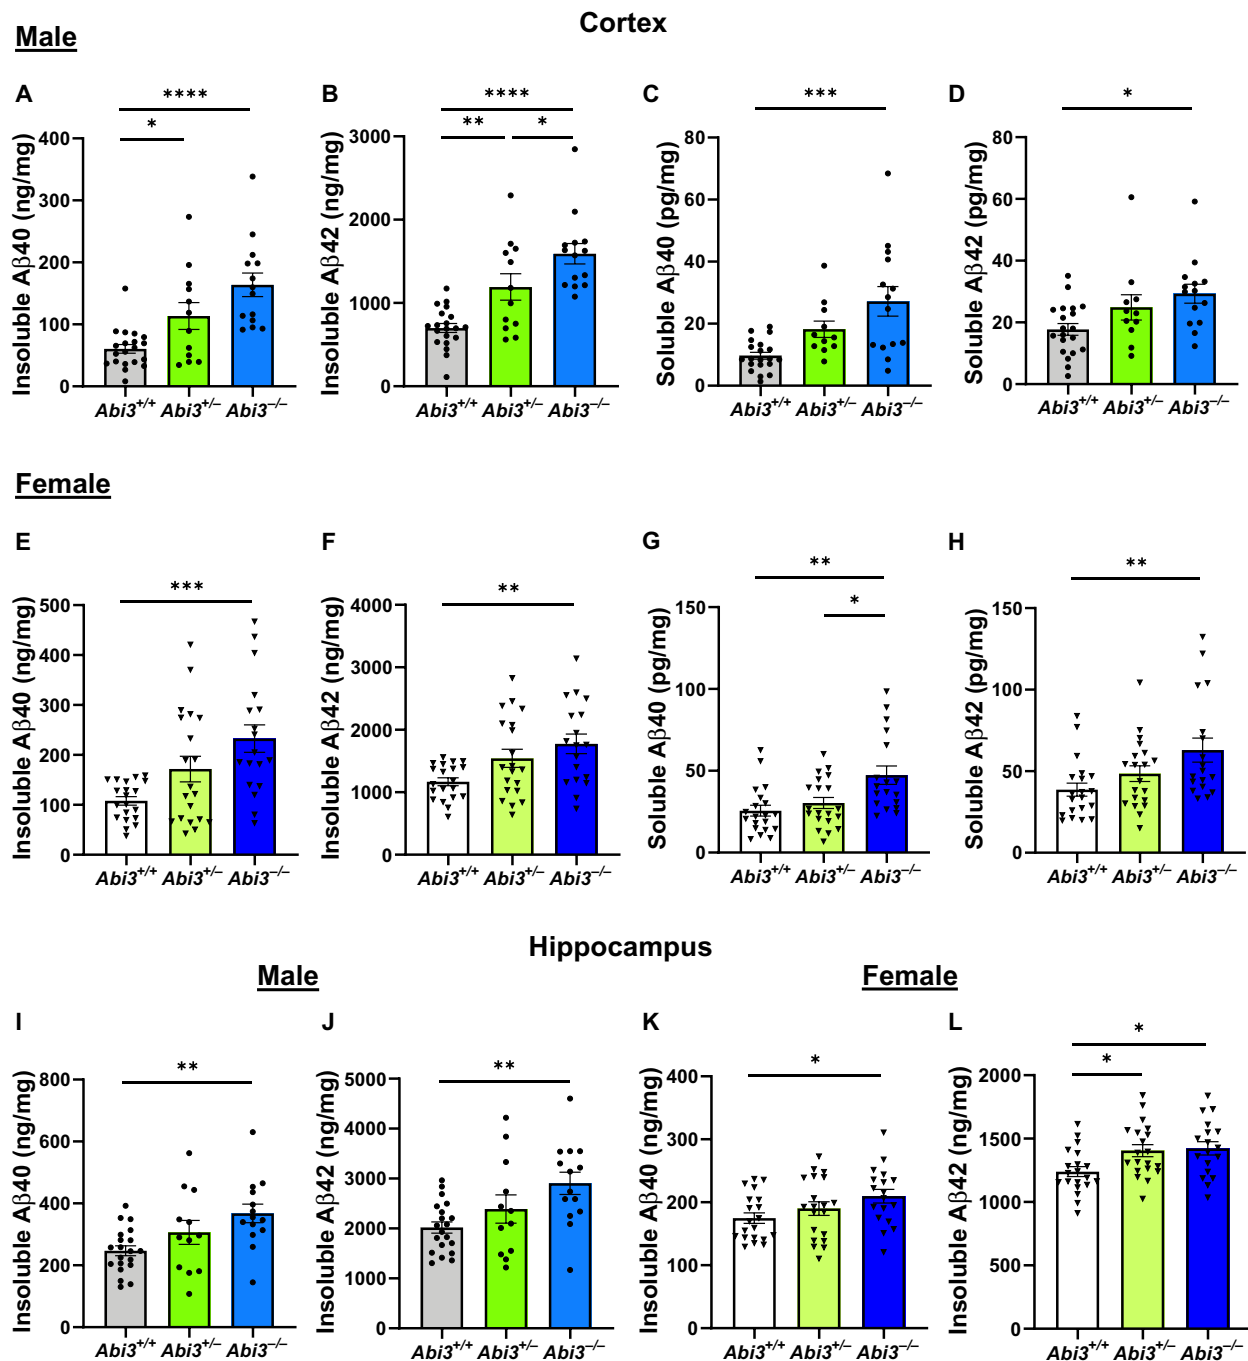 Cortex
Male
A
****
*
Insoluble Aβ40 (ng/mg)
400
300
200
100
0
Abi3+/+ Abi3+/– Abi3–/–
B
****
** *
Insoluble Aβ42 (ng/mg)
3000
2000
1000
0
Abi3+/+ Abi3+/– Abi3–/–
C
***
Soluble Aβ40 (pg/mg)
80
60
40
20
0
Abi3+/+ Abi3+/– Abi3–/–
D
*
Soluble Aβ42 (pg/mg)
80
60
40
20
0
Abi3+/+ Abi3+/– Abi3–/–
Female
E
***
Insoluble Aβ40 (ng/mg)
500
400
300
200
100
0
Abi3+/+ Abi3+/– Abi3–/–
F
**
Insoluble Aβ42 (ng/mg)
4000
3000
2000
1000
0
Abi3+/+ Abi3+/– Abi3–/–
G
**
*
Soluble Aβ40 (pg/mg)
150
100
50
0
Abi3+/+ Abi3+/– Abi3–/–
H
**
Soluble Aβ42 (pg/mg)
150
100
50
0
Abi3+/+ Abi3+/– Abi3–/–
Hippocampus
Male
Female
I
**
Insoluble Aβ40 (ng/mg)
800
600
400
200
0
Abi3+/+ Abi3+/– Abi3–/–
J
**
Insoluble Aβ42 (ng/mg)
5000
4000
3000
2000
1000
0
Abi3+/+ Abi3+/– Abi3–/–
K
*
Insoluble Aβ40 (ng/mg)
400
300
200
100
0
Abi3+/+ Abi3+/– Abi3–/–
L
*
*
Insoluble Aβ42 (ng/mg)
2000
1500
1000
500
0
Abi3+/+ Abi3+/– Abi3–/–